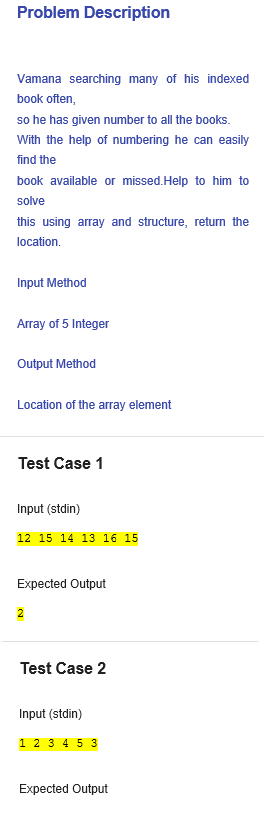 Problem Description
Vamana searching many of his indexed
book often,
so he has given number to all the books.
With the help of numbering he can easily
find the
book available or missed.Help to him to
solve
this using array and structure, return the
location.
Input Method
Array of 5 Integer
Output Method
Location of the array element
Test Case 1
Input (stdin)
12 15 14 13 16 15
Expected Output
2
Test Case 2
Input (stdin)
1 2 3 4 5 3
Expected Output